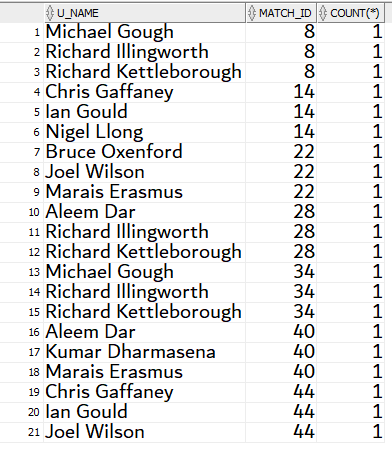 U_NAME MATCH_ID COUNT(*)
1 Michael Gough 8 1
2 Richard Illingworth 8 1
3 Richard Kettleborough 8 1
4 Chris Gaffaney 14 1
5 Ian Gould 14 1
6 Nigel Llong 14 1
7 Bruce Oxenford 22 1
8 Joel Wilson 22 1
9 Marais Erasmus 22 1
10 Aleem Dar 28 1
11 Richard Illingworth 28 1
12 Richard Kettleborough 28 1
13 Michael Gough 34 1
14 Richard Illingworth 34 1
15 Richard Kettleborough 34 1
16 Aleem Dar 40 1
17 Kumar Dharmasena 40 1
18 Marais Erasmus 40 1
19 Chris Gaffaney 44 1
20 Ian Gould 44 1
21 Joel Wilson 44 1